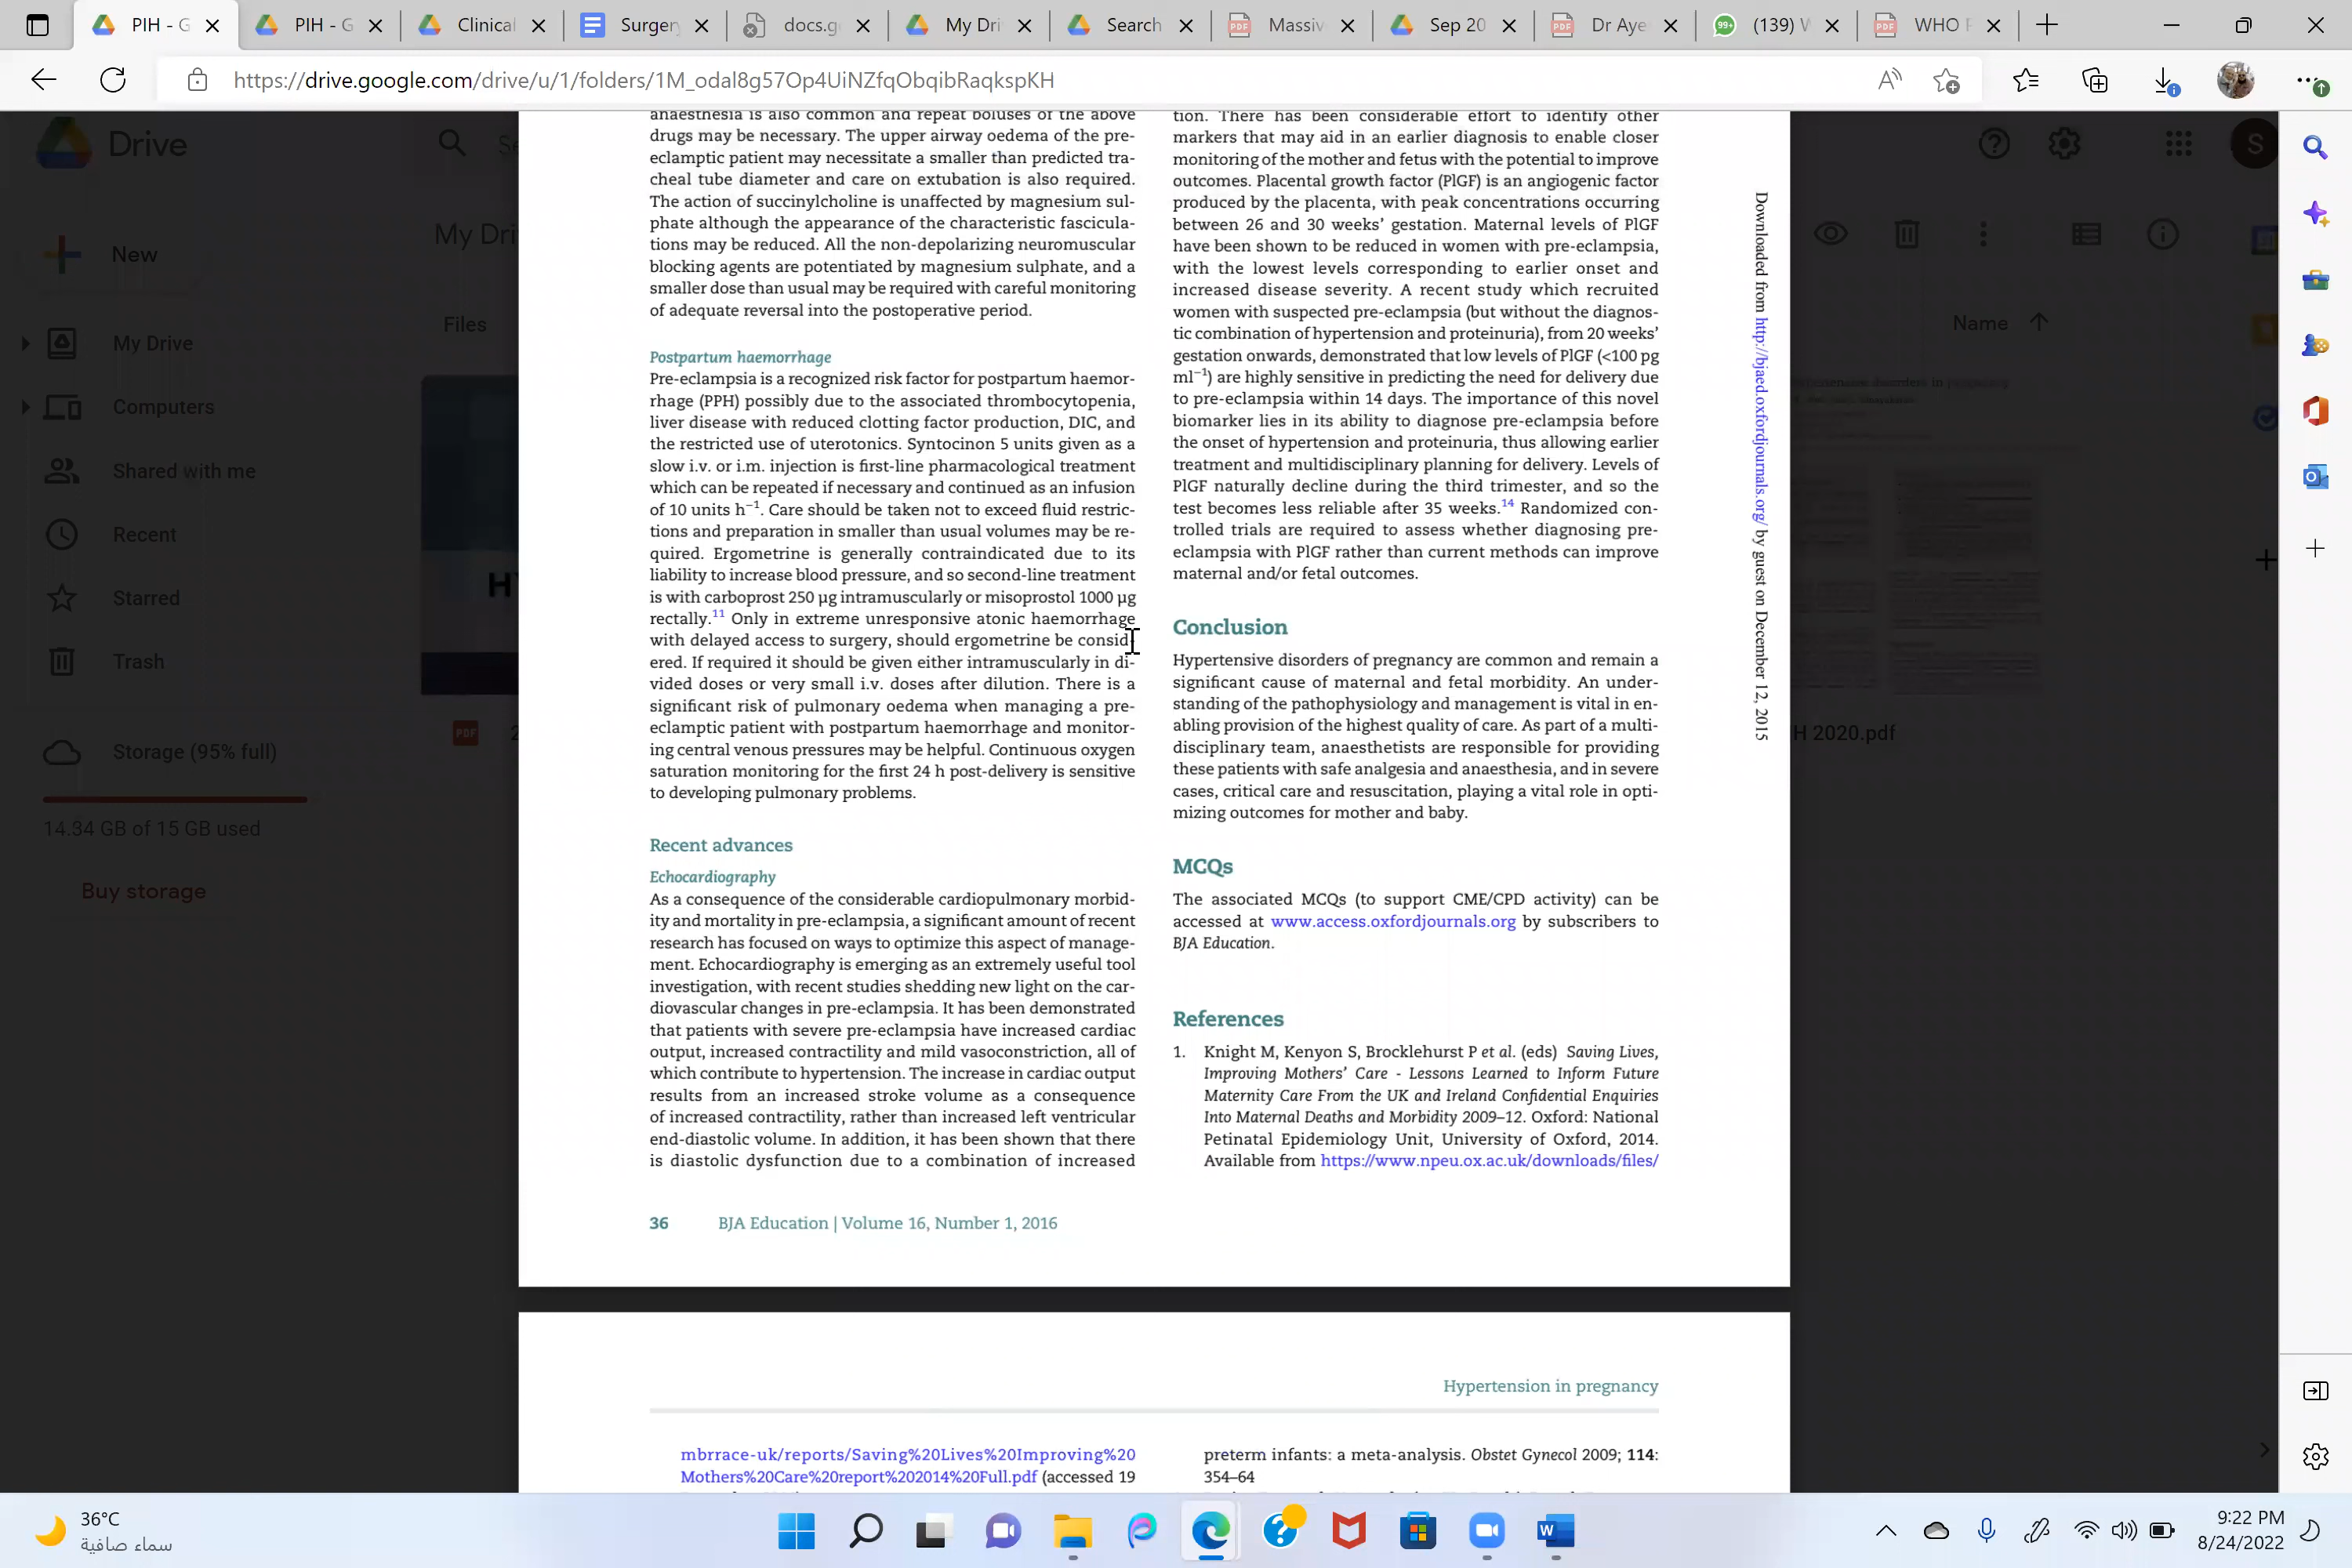 PIH - G
PIH - G
Clinical
Surgery
docs.g
My Dri
Search
Massiv
Sep 20
Dr Aye
(139) W
WHO F
https://drive.google.com/drive/u/1/folders/1M_odal8g57Op4UiNZfqObqibRaqkspKH
Drive
Se
New
My Dri
Files
Name
My Drive
Computers
Shared with me
Recent
Starred
Trash
Storage (95% full)
14.34 GB of 15 GB used
Buy storage
S
H 2020.pdf
anaesthesia is also common and repeat boluses of the above
drugs may be necessary. The upper airway oedema of the pre-
eclamptic patient may necessitate a smaller than predicted tra-
cheal tube diameter and care on extubation is also required.
The action of succinylcholine is unaffected by magnesium sul-
phate although the appearance of the characteristic fascicula-
tions may be reduced. All the non-depolarizing neuromuscular
blocking agents are potentiated by magnesium sulphate, and a
smaller dose than usual may be required with careful monitoring
of adequate reversal into the postoperative period.
Postpartum haemorrhage
Pre-eclampsia is a recognized risk factor for postpartum haemor-
rhage (PPH) possibly due to the associated thrombocytopenia,
liver disease with reduced clotting factor production, DIC, and
the restricted use of uterotonics. Syntocinon 5 units given as a
slow i.v. or i.m. injection is first-line pharmacological treatment
which can be repeated if necessary and continued as an infusion
of 10 units h−1. Care should be taken not to exceed fluid restric-
tions and preparation in smaller than usual volumes may be re-
quired. Ergometrine is generally contraindicated due to its
liability to increase blood pressure, and so second-line treatment
is with carboprost 250 µg intramuscularly or misoprostol 1000 µg
rectally.11 Only in extreme unresponsive atonic haemorrhage
with delayed access to surgery, should ergometrine be consid-
ered. If required it should be given either intramuscularly in di-
vided doses or very small i.v. doses after dilution. There is a
significant risk of pulmonary oedema when managing a pre-
eclamptic patient with postpartum haemorrhage and monitor-
ing central venous pressures may be helpful. Continuous oxygen
saturation monitoring for the first 24 h post-delivery is sensitive
to developing pulmonary problems.
Recent advances
Echocardiography
As a consequence of the considerable cardiopulmonary morbid-
ity and mortality in pre-eclampsia, a significant amount of recent
research has focused on ways to optimize this aspect of manage-
ment. Echocardiography is emerging as an extremely useful tool
investigation, with recent studies shedding new light on the car-
diovascular changes in pre-eclampsia. It has been demonstrated
that patients with severe pre-eclampsia have increased cardiac
output, increased contractility and mild vasoconstriction, all of
which contribute to hypertension. The increase in cardiac output
results from an increased stroke volume as a consequence
of increased contractility, rather than increased left ventricular
end-diastolic volume. In addition, it has been shown that there
is diastolic dysfunction due to a combination of increased
tion. There has been considerable effort to identify other
markers that may aid in an earlier diagnosis to enable closer
monitoring of the mother and fetus with the potential to improve
outcomes. Placental growth factor (PlGF) is an angiogenic factor
produced by the placenta, with peak concentrations occurring
between 26 and 30 weeks’ gestation. Maternal levels of PlGF
have been shown to be reduced in women with pre-eclampsia,
with the lowest levels corresponding to earlier onset and
increased disease severity. A recent study which recruited
women with suspected pre-eclampsia (but without the diagnos-
tic combination of hypertension and proteinuria), from 20 weeks’
gestation onwards, demonstrated that low levels of PlGF (<100 pg
ml−1) are highly sensitive in predicting the need for delivery due
to pre-eclampsia within 14 days. The importance of this novel
biomarker lies in its ability to diagnose pre-eclampsia before
the onset of hypertension and proteinuria, thus allowing earlier
treatment and multidisciplinary planning for delivery. Levels of
PlGF naturally decline during the third trimester, and so the
test becomes less reliable after 35 weeks.14 Randomized con-
trolled trials are required to assess whether diagnosing pre-
eclampsia with PlGF rather than current methods can improve
maternal and/or fetal outcomes.
Conclusion
Hypertensive disorders of pregnancy are common and remain a
significant cause of maternal and fetal morbidity. An under-
standing of the pathophysiology and management is vital in en-
abling provision of the highest quality of care. As part of a multi-
disciplinary team, anaesthetists are responsible for providing
these patients with safe analgesia and anaesthesia, and in severe
cases, critical care and resuscitation, playing a vital role in opti-
mizing outcomes for mother and baby.
MCQs
The associated MCQs (to support CME/CPD activity) can be
accessed at www.access.oxfordjournals.org by subscribers to
BJA Education.
References
1. Knight M, Kenyon S, Brocklehurst P et al. (eds) Saving Lives,
Improving Mothers’ Care - Lessons Learned to Inform Future
Maternity Care From the UK and Ireland Confidential Enquiries
Into Maternal Deaths and Morbidity 2009–12. Oxford: National
Petinatal Epidemiology Unit, University of Oxford, 2014.
Available from https://www.npeu.ox.ac.uk/downloads/files/
Downloaded from http://bjaed.oxfordjournals.org/ by guest on December 12, 2015
36 BJA Education | Volume 16, Number 1, 2016
Hypertension in pregnancy
mbrrace-uk/reports/Saving%20Lives%20Improving%20
Mothers%20Care%20report%202014%20Full.pdf (accessed 19
preterm infants: a meta-analysis. Obstet Gynecol 2009; 114:
354–64
36°C
سماء صافية
9:22 PM
8/24/2022